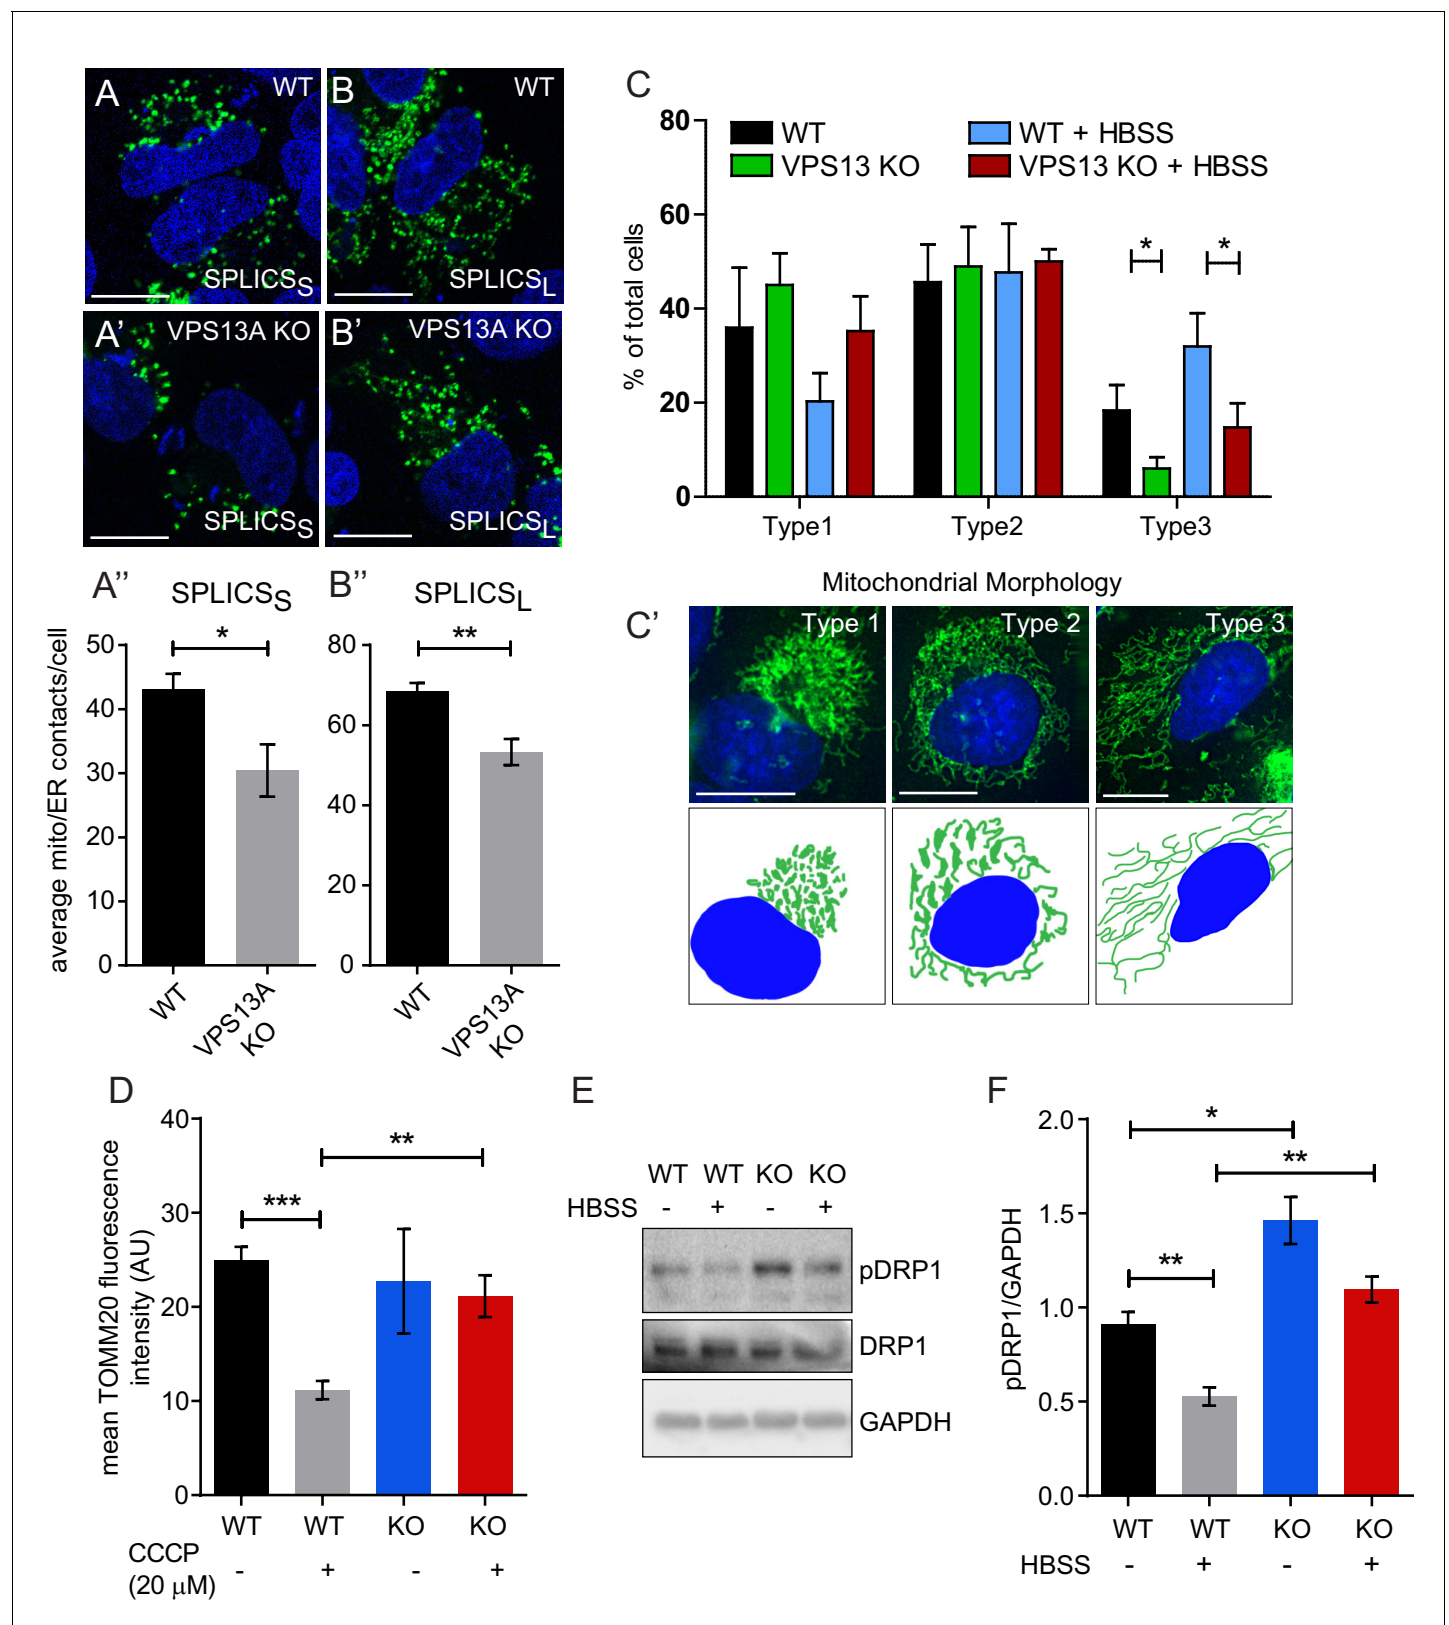 A WT
SPLICSS
B WT
SPLICSL
A' VPS13A KO
SPLICSS
B' VPS13A KO
SPLICSL
A''
SPLICSS
average mito/ER contacts/cell
50
40
30
20
10
0
*
WT
VPS13A
KO
B''
SPLICSL
80
60
40
20
0
**
WT
VPS13A
KO
C
% of total cells
80
60
40
20
0
WT
VPS13 KO
WT + HBSS
VPS13 KO + HBSS
* *
Type1 Type2 Type3
Mitochondrial Morphology
C'
Type 1 Type 2 Type 3
D
mean TOMM20 fluorescence
intensity (AU)
40
30
20
10
0
**
***
WT WT KO KO
CCCP
(20 µM) - + - +
E
WT WT KO KO
HBSS - + - +
pDRP1
DRP1
GAPDH
F
pDRP1/GAPDH
2.0
1.5
1.0
0.5
0.0
*
**
**
WT WT KO KO
HBSS - + - +